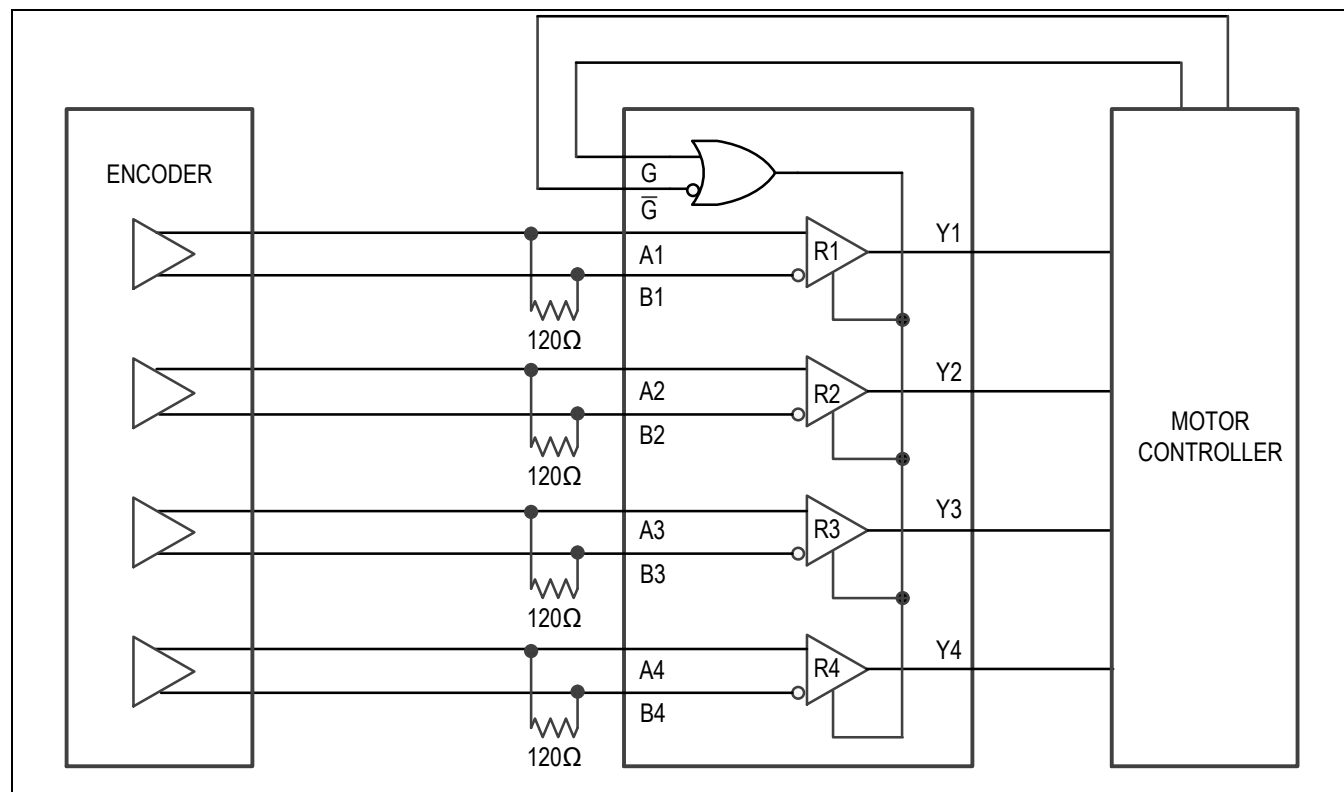 ENCODER
G
G̅
A1
B1
120Ω
R1
Y1
A2
B2
120Ω
R2
Y2
A3
B3
120Ω
R3
Y3
A4
B4
120Ω
R4
Y4
MOTOR
CONTROLLER